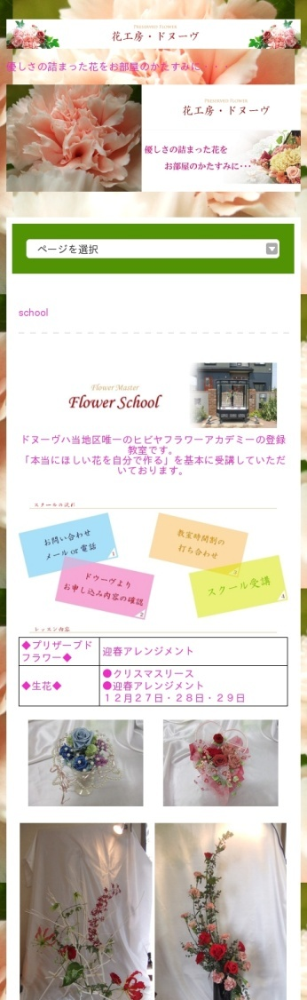 PRESERVED FLOWER
花工房・ドヌーヴ
優しさの詰まった花をお部屋のかたすみに・・・
PRESERVED FLOWER
花工房・ドヌーヴ
優しさの詰まった花を
お部屋のかたすみに･･･
ページを選択
school
Flower Master
Flower School
ドヌーヴハ当地区唯一のヒビヤフラワーアカデミーの登録
教室です。
「本当にほしい花を自分で作る」を基本に受講していただ
いております。
スクールの流れ
お問い合わせ
メール or 電話
1
教室時間割の
打ち合わせ
3
ドゥーヴより
お申し込み内容の確認
2
スクール受講
4
レッスン内容
◆プリザーブド
フラワー◆
迎春アレンジメント
◆生花◆
●クリスマスリース
●迎春アレンジメント
１２月２７日・２８日・２９日